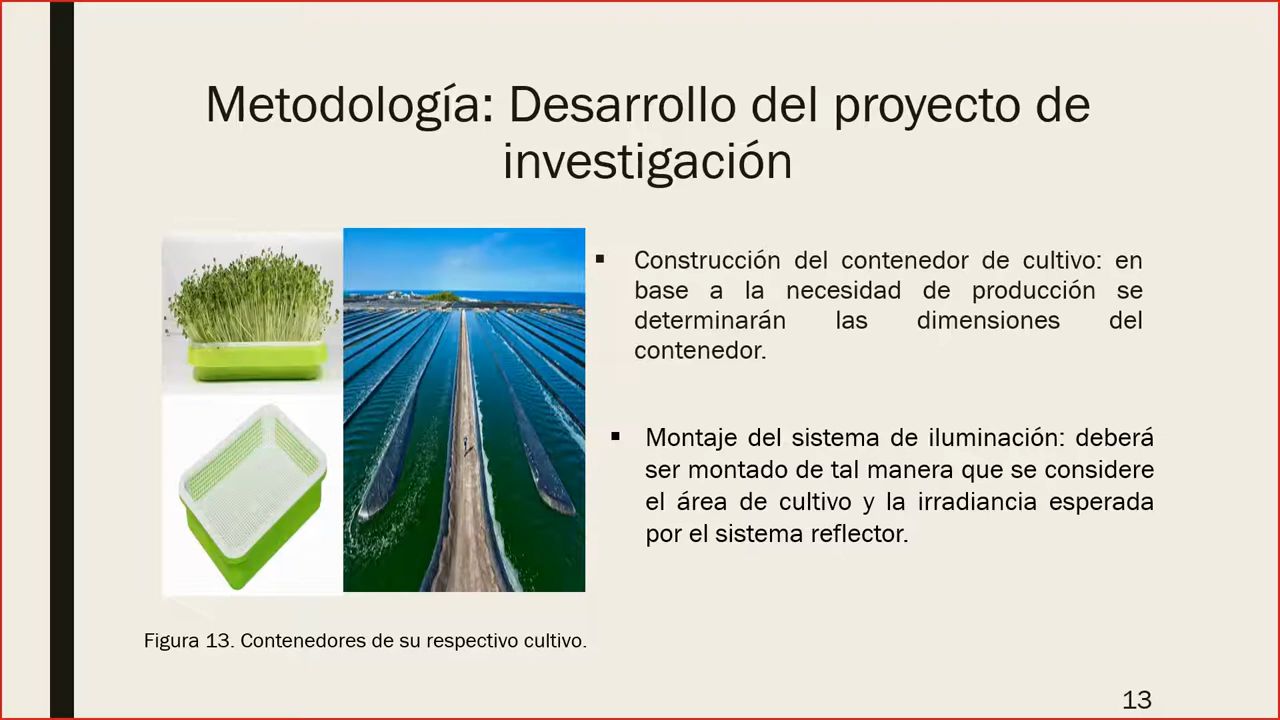 Metodología: Desarrollo del proyecto de
investigación
▪ Construcción del contenedor de cultivo: en
base a la necesidad de producción se
determinarán las dimensiones del
contenedor.
▪ Montaje del sistema de iluminación: deberá
ser montado de tal manera que se considere
el área de cultivo y la irradiancia esperada
por el sistema reflector.
Figura 13. Contenedores de su respectivo cultivo.
13